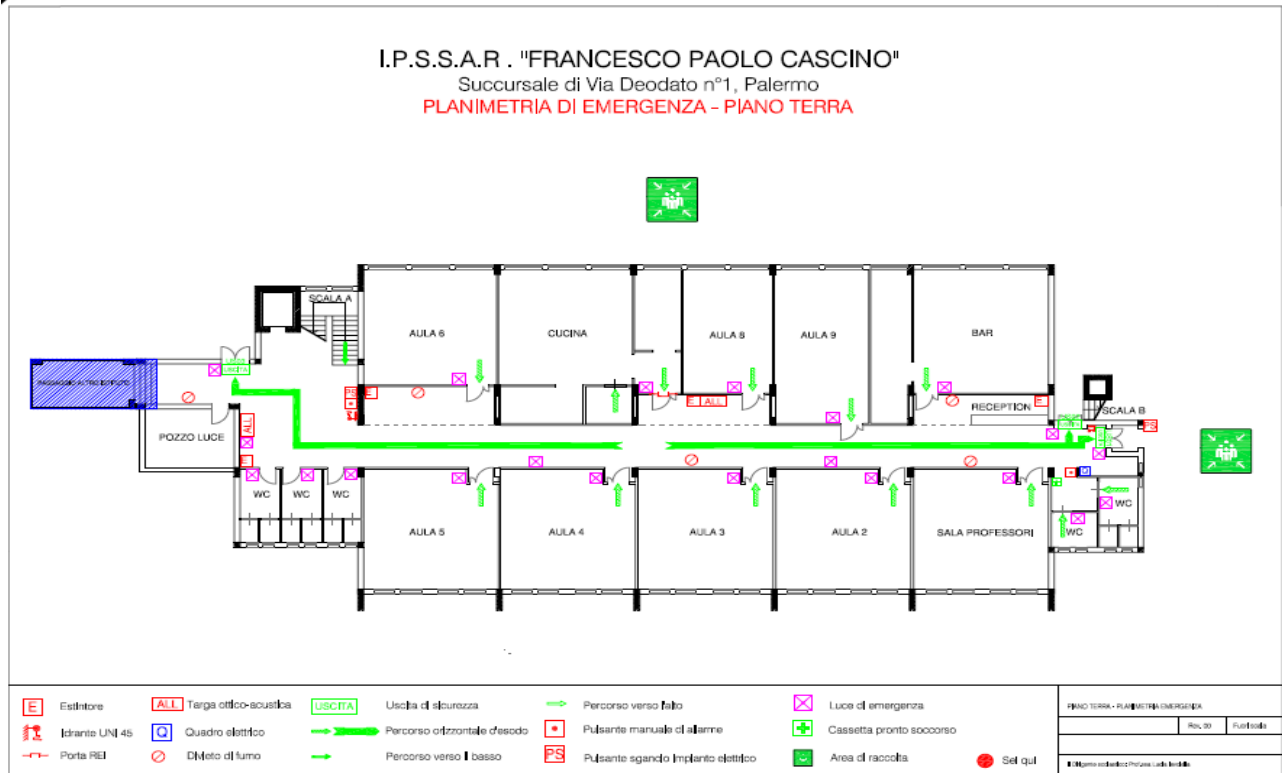 I.P.S.S.A.R . "FRANCESCO PAOLO CASCINO"
Succursale di Via Deodato n°1, Palermo
PLANIMETRIA DI EMERGENZA - PIANO TERRA
SCALA A
AULA 6
CUCINA
AULA 8
AULA 9
BAR
USCITA
PS
E
E
ALL
E
RECEPTION
SCALA B
PS
POZZO LUCE
ALL
E
Q
WC
WC
WC
WC
WC
AULA 5
AULA 4
AULA 3
AULA 2
SALA PROFESSORI
E Estintore
ALL Targa ottico-acustica
USCITA Uscita di sicurezza
Percorso verso l'alto
Luce di emergenza
Idrante UNI 45
Q Quadro elettrico
Percorso orizzontale d'esodo
Pulsante manuale di allarme
Cassetta pronto soccorso
Porta REI
Divieto di fumo
Percorso verso il basso
PS Pulsante sgancio impianto elettrico
Area di raccolta
Sei qui
PIANO TERRA - PLANIMETRIA EMERGENZA
Rev. 00